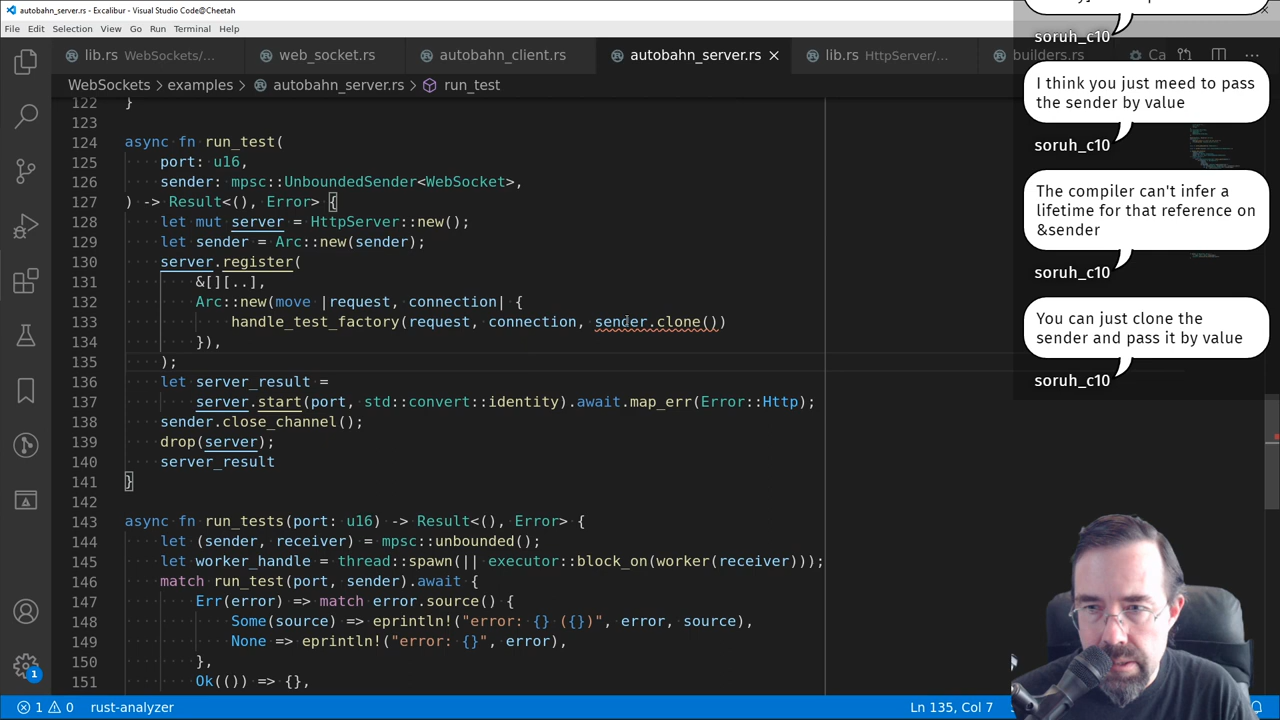 autobahn_server.rs - Excalibur - Visual Studio Code@Cheetah
File Edit Selection View Go Run Terminal Help
lib.rs WebSockets/... web_socket.rs autobahn_client.rs autobahn_server.rs lib.rs HttpServer/... builders.rs Ca
WebSockets > examples > autobahn_server.rs > run_test
122 }
123
124 async fn run_test(
125 port: u16,
126 sender: mpsc::UnboundedSender<WebSocket>,
127 ) -> Result<(), Error> {
128 let mut server = HttpServer::new();
129 let sender = Arc::new(sender);
130 server.register(
131 &[][..],
132 Arc::new(move |request, connection| {
133 handle_test_factory(request, connection, sender.clone())
134 }),
135 );
136 let server_result =
137 server.start(port, std::convert::identity).await.map_err(Error::Http);
138 sender.close_channel();
139 drop(server);
140 server_result
141 }
142
143 async fn run_tests(port: u16) -> Result<(), Error> {
144 let (sender, receiver) = mpsc::unbounded();
145 let worker_handle = thread::spawn(|| executor::block_on(worker(receiver)));
146 match run_test(port, sender).await {
147 Err(error) => match error.source() {
148 Some(source) => eprintln!("error: {} ({})", error, source),
149 None => eprintln!("error: {}", error),
150 },
151 Ok(()) => {},
soruh_c10
I think you just meed to pass
the sender by value
soruh_c10
The compiler can't infer a
lifetime for that reference on
&sender
soruh_c10
You can just clone the
sender and pass it by value
soruh_c10
1
1 0 rust-analyzer
Ln 135, Col 7